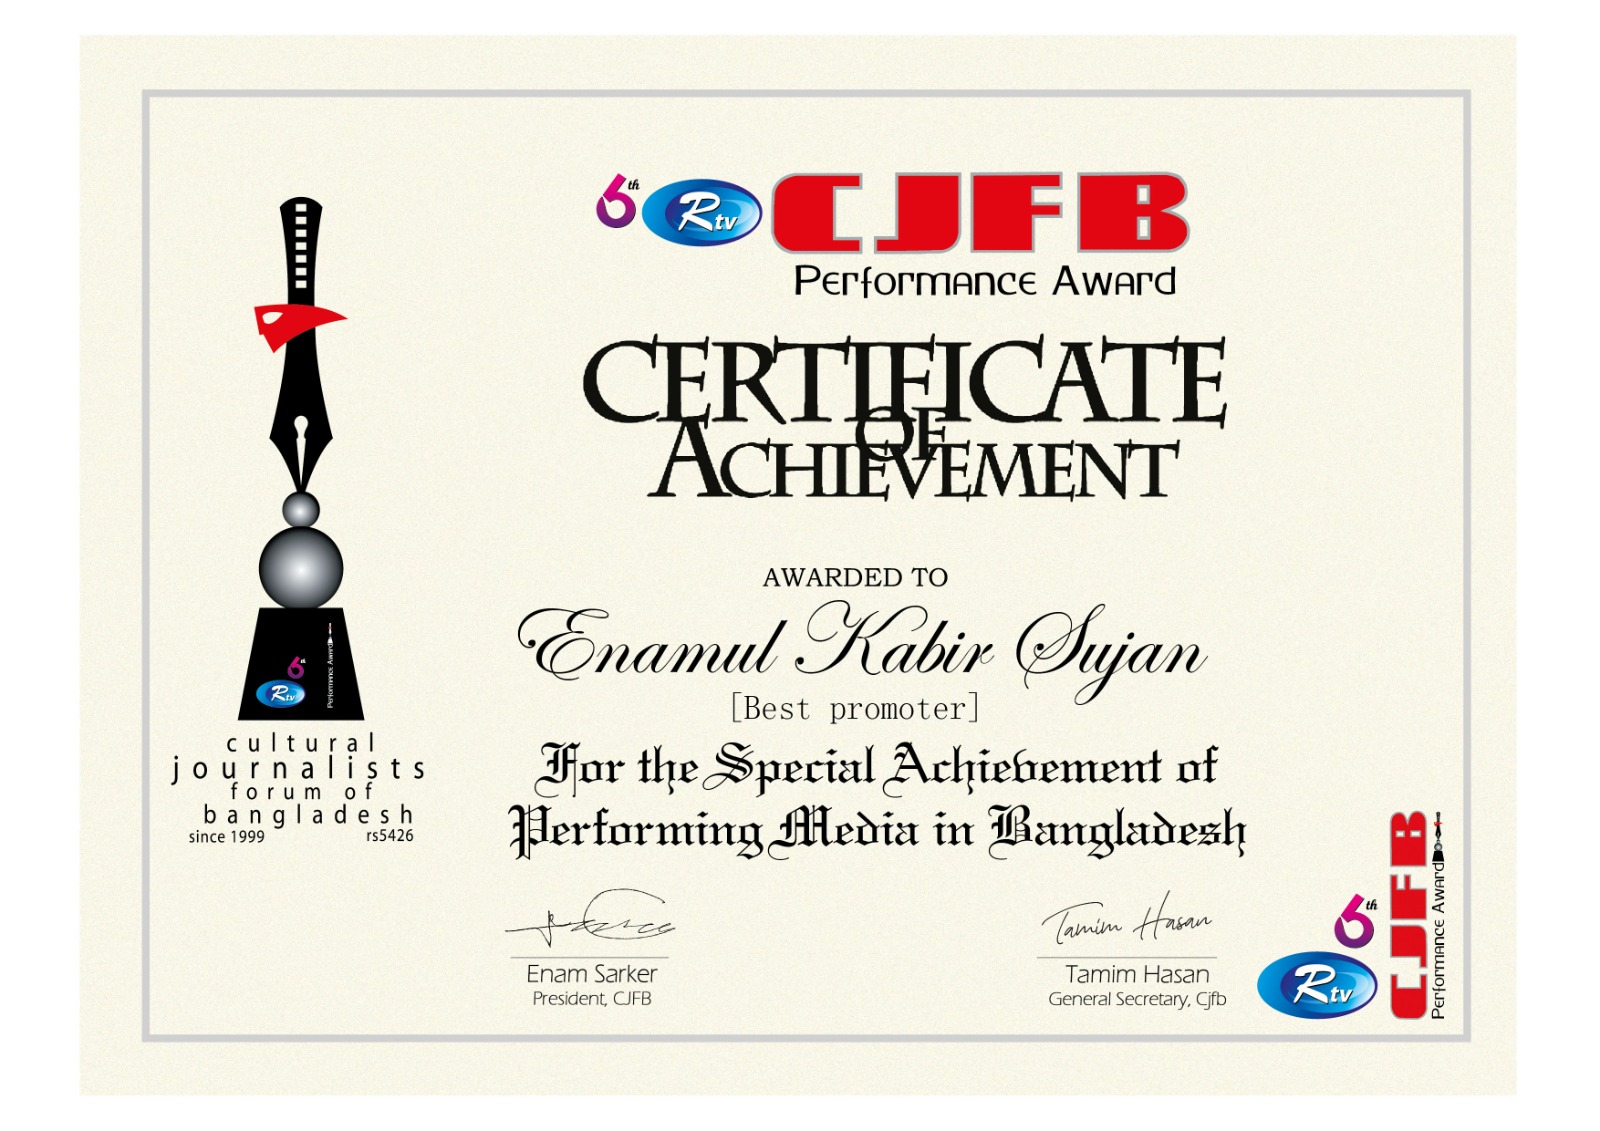 6th Rtv CJFB
Performance Award
CERTIFICATE
OF
ACHIEVEMENT
AWARDED TO
Enamul Kabir Sujan
[Best promoter]
For the Special Achievement of
Performing Media in Bangladesh
6th
Rtv
Performance Award
cultural
journalists
forum of
bangladesh
since 1999 rs5426
Tamim Hasan
Enam Sarker
President, CJFB
Tamim Hasan
General Secretary, Cjfb
6th
Rtv
CJFB
Performance Award